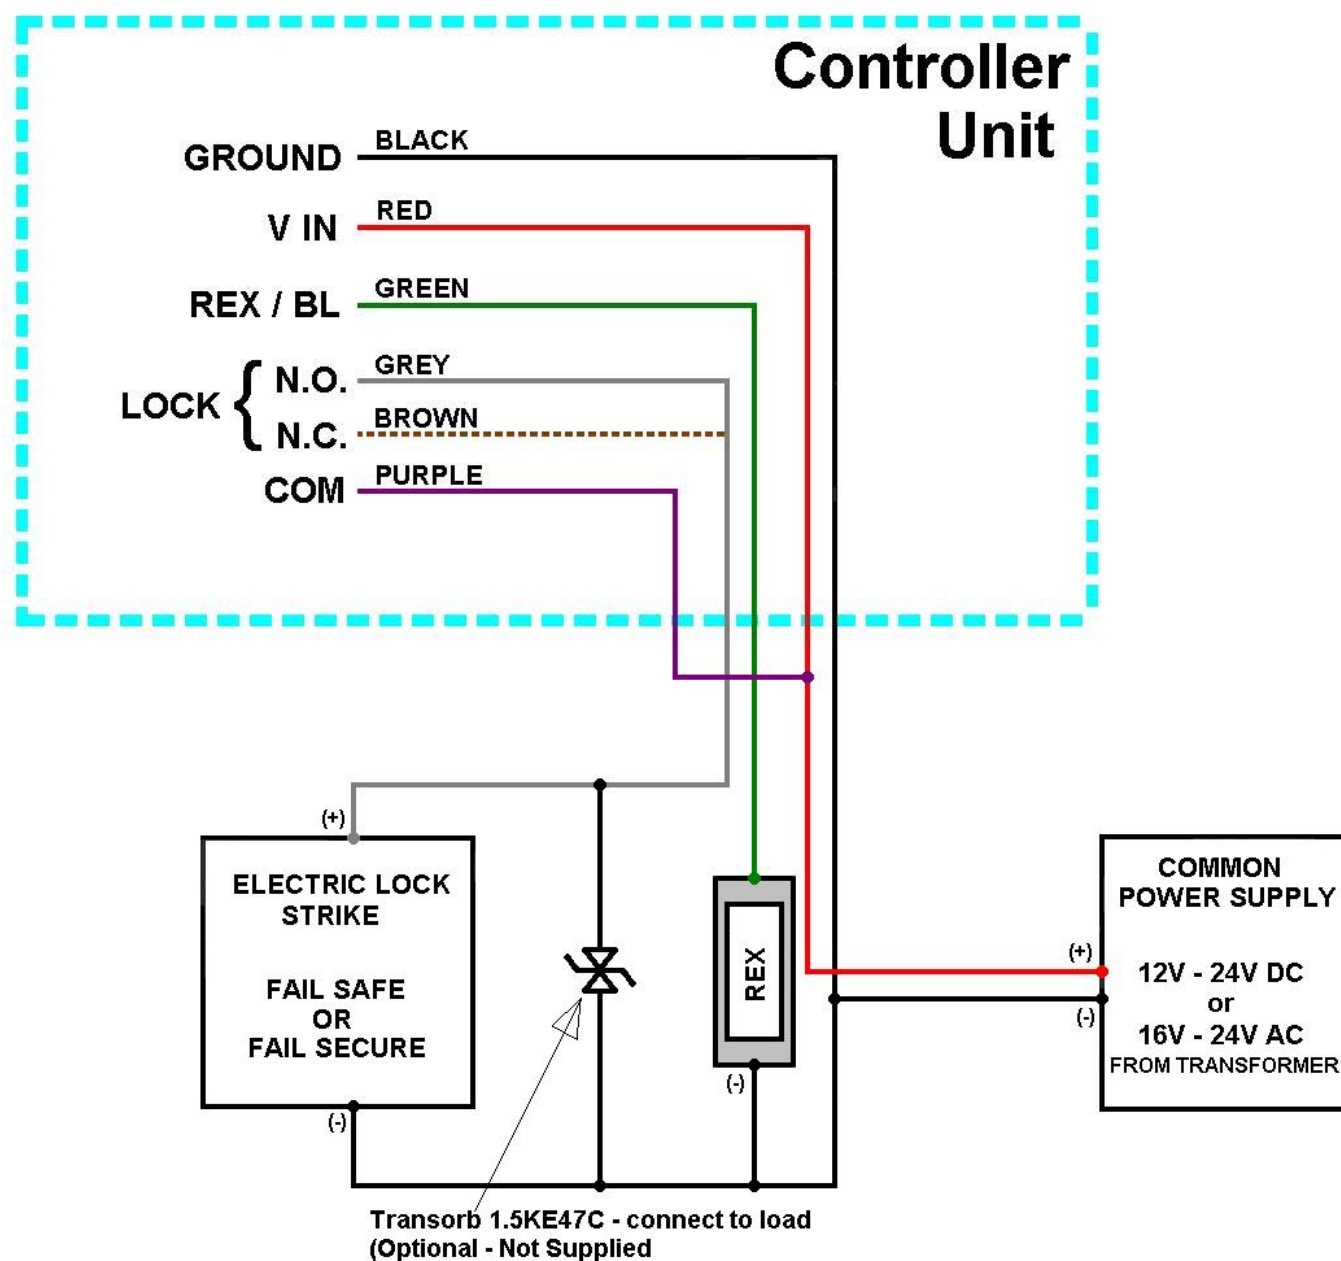 Controller
Unit
GROUND
BLACK
V IN
RED
REX / BL
GREEN
LOCK { N.O.
GREY
N.C.
BROWN
COM
PURPLE
(+)
ELECTRIC LOCK
STRIKE
FAIL SAFE
OR
FAIL SECURE
(-)
REX
(-)
COMMON
POWER SUPPLY
(+)
12V - 24V DC
or
(-)
16V - 24V AC
FROM TRANSFORMER
Transorb 1.5KE47C - connect to load
(Optional - Not Supplied